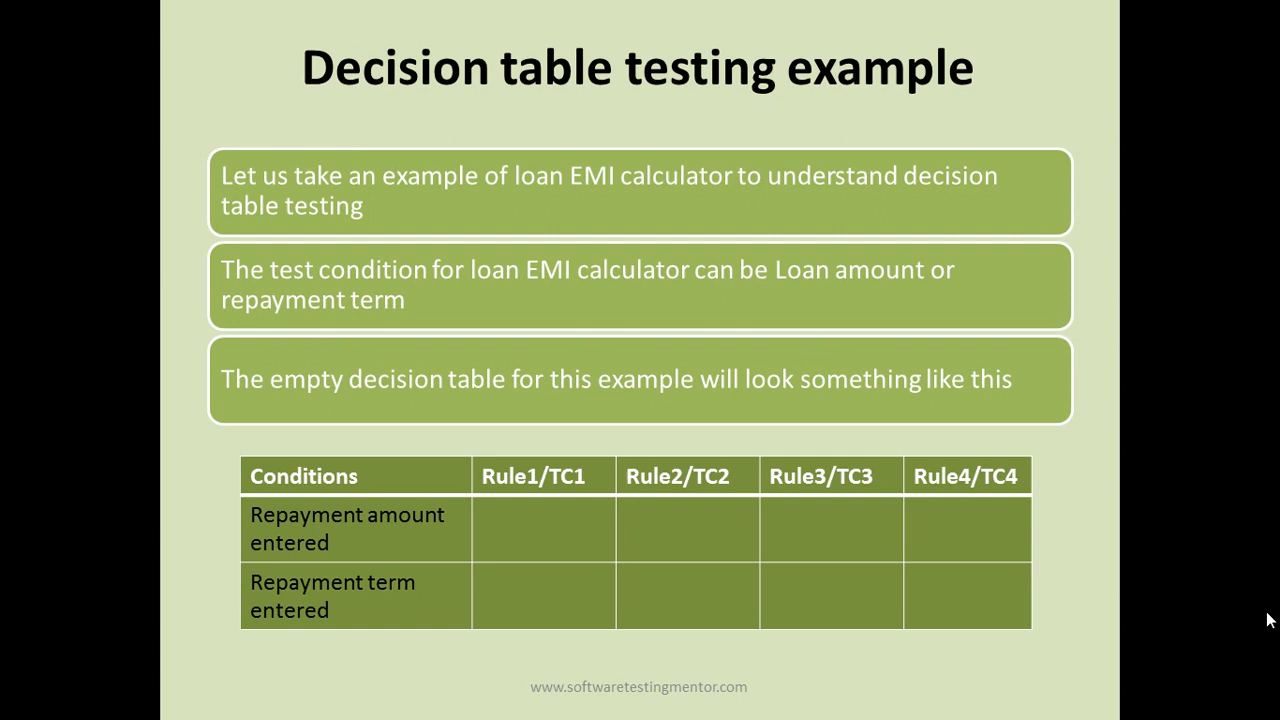 Decision table testing example
Let us take an example of loan EMI calculator to understand decision
table testing
The test condition for loan EMI calculator can be Loan amount or
repayment term
The empty decision table for this example will look something like this
Conditions Rule1/TC1 Rule2/TC2 Rule3/TC3 Rule4/TC4
Repayment amount
entered
Repayment term
entered
www.softwaretestingmentor.com